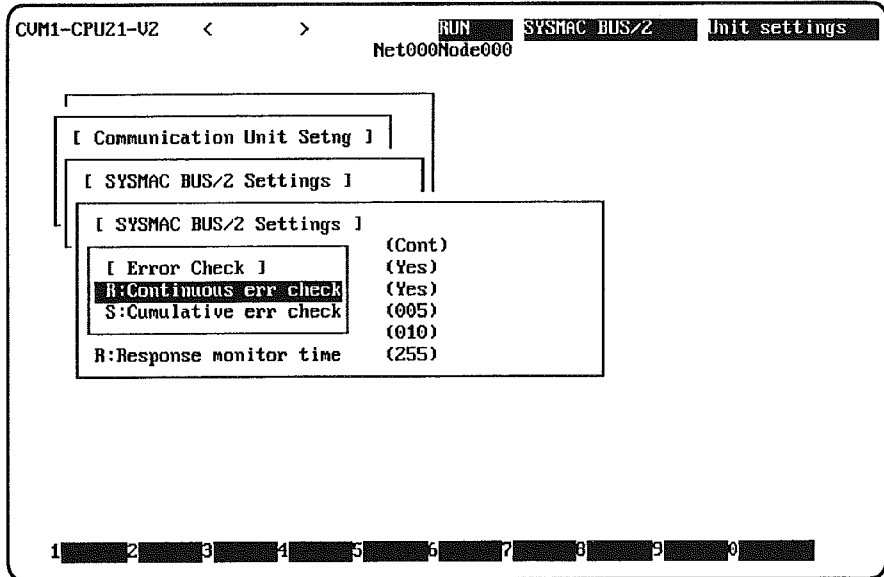 CVM1-CPU21-V2 < > RUN SYSMAC BUS/2 Unit settings
Net000Node000
[ Communication Unit Setng ]
[ SYSMAC BUS/2 Settings ]
[ SYSMAC BUS/2 Settings ]
(Cont)
[ Error Check ] (Yes)
R:Continuous err check (Yes)
S:Cumulative err check (005)
(010)
R:Response monitor time (255)
1 2 3 4 5 6 7 8 9 0